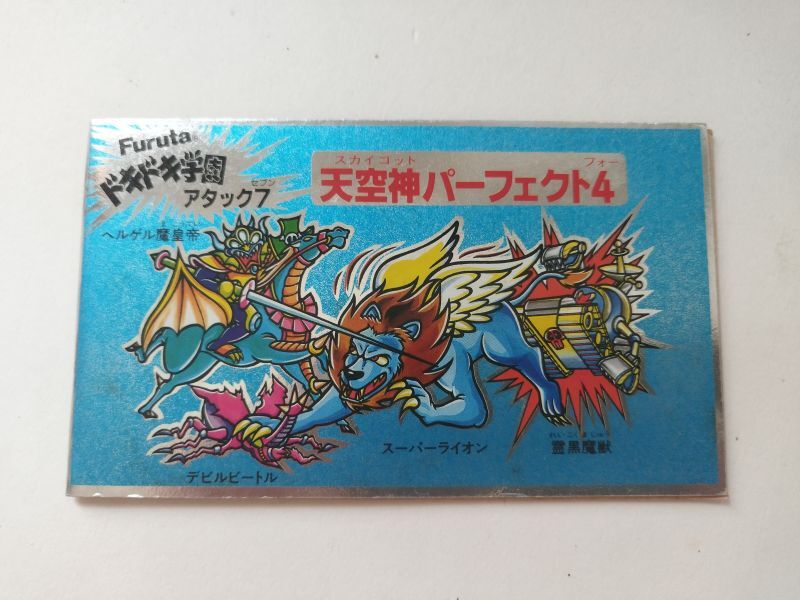 Furuta
ドキドキ学園
セブン
アタック7
スカイゴット
フォー
天空神パーフェクト4
ヘルゲル魔皇帝
スーパーライオン
れいこくまじゅう
霊黒魔獣
デビルビートル